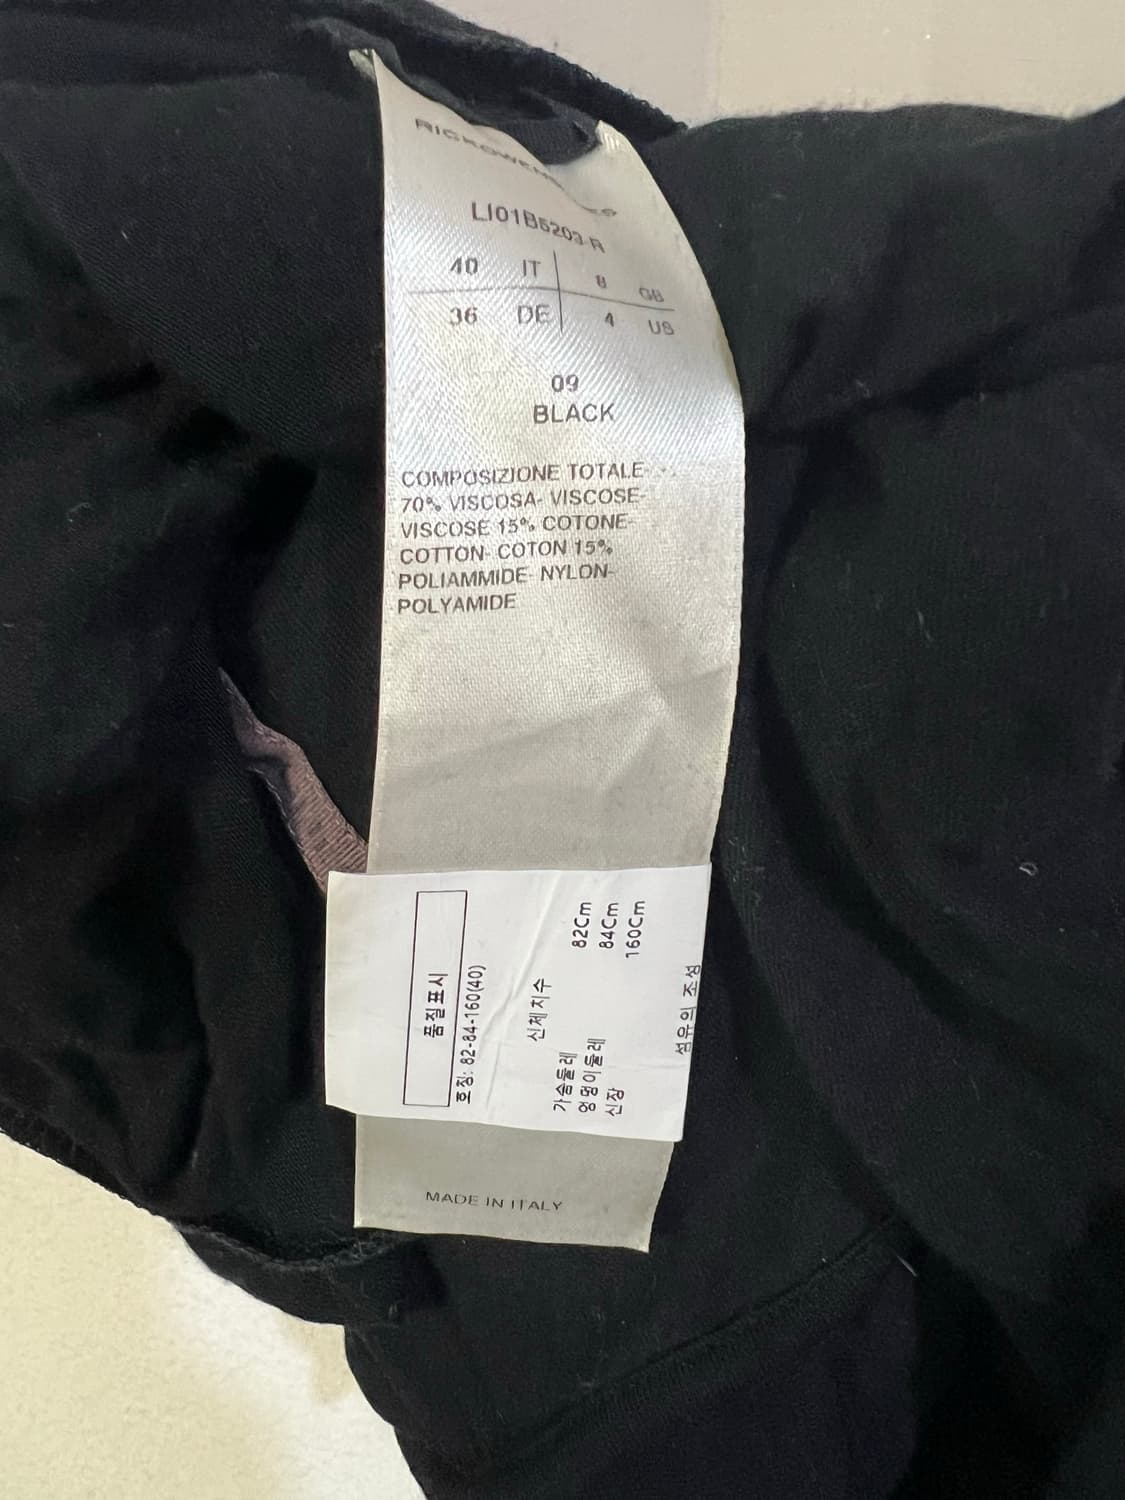 RICKOWENS
LI01B5203-R
40 IT 8 GB
36 DE 4 US
09
BLACK
COMPOSIZIONE TOTALE-
70% VISCOSA- VISCOSE-
VISCOSE 15% COTONE-
COTTON- COTON 15%
POLIAMMIDE- NYLON-
POLYAMIDE
품질표시
호칭: 82-84-160(40)
신체치수
가슴둘레 82Cm
엉덩이둘레 84Cm
신장 160Cm
섬유의 조성
MADE IN ITALY